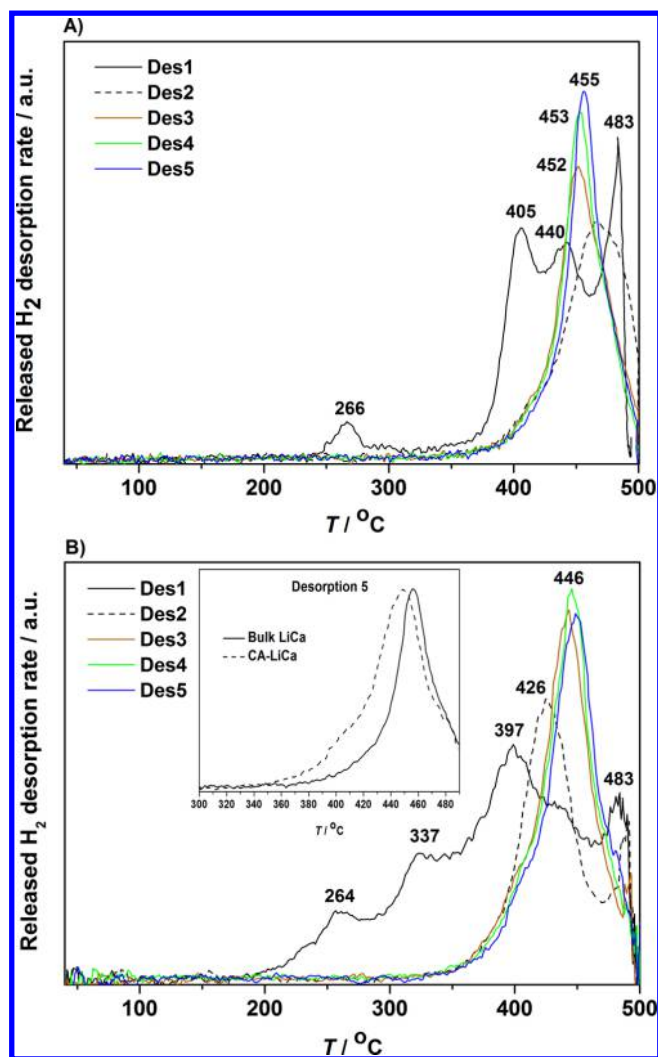 A)
Des1
Des2
Des3
Des4
Des5
455
453
483
452
405
440
266
Released H2 desorption rate / a.u.
100
200
300
400
500
T / °C
B)
Des1
Des2
Des3
Des4
Des5
Desorption 5
Bulk LiCa
CA-LiCa
300 320 340 360 380 400 420 440 460 480
T / °C
446
426
397
483
337
264
Released H2 desorption rate / a.u.
100
200
300
400
500
T / °C